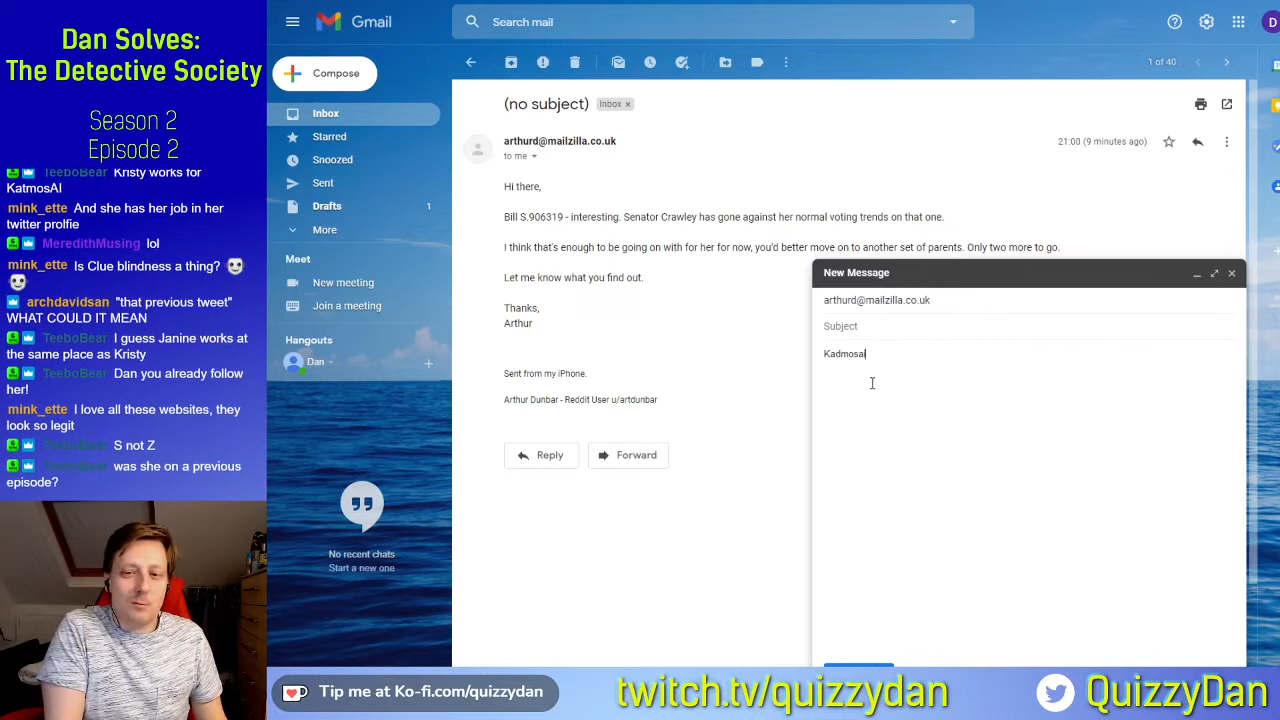 Dan Solves:
The Detective Society
Season 2
Episode 2
TeeboBear Kristy works for
KatmosAI
mink_ette And she has her job in her
twitter prolfie
MeredithMusing lol
mink_ette Is Clue blindness a thing?
archdavidsan "that previous tweet"
WHAT COULD IT MEAN
TeeboBear I guess Janine works at
the same place as Kristy
TeeboBear Dan you already follow
her!
mink_ette I love all these websites, they
look so legit
TeeboBear S not Z
TeeboBear was she on a previous
episode?
Gmail
Search mail
D
Compose
Inbox
Starred
Snoozed
Sent
Drafts 1
More
Meet
New meeting
Join a meeting
Hangouts
Dan
No recent chats
Start a new one
1 of 40
(no subject) Inbox x
arthurd@mailzilla.co.uk 21:00 (9 minutes ago)
to me
Hi there,
Bill S.906319 - interesting. Senator Crawley has gone against her normal voting trends on that one.
I think that's enough to be going on with for her for now, you'd better move on to another set of parents. Only two more to go.
Let me know what you find out.
Thanks,
Arthur
Sent from my iPhone.
Arthur Dunbar - Reddit User u/artdunbar
Reply Forward
New Message
arthurd@mailzilla.co.uk
Subject
Kadmosai
Tip me at Ko-fi.com/quizzydan
twitch.tv/quizzydan
QuizzyDan